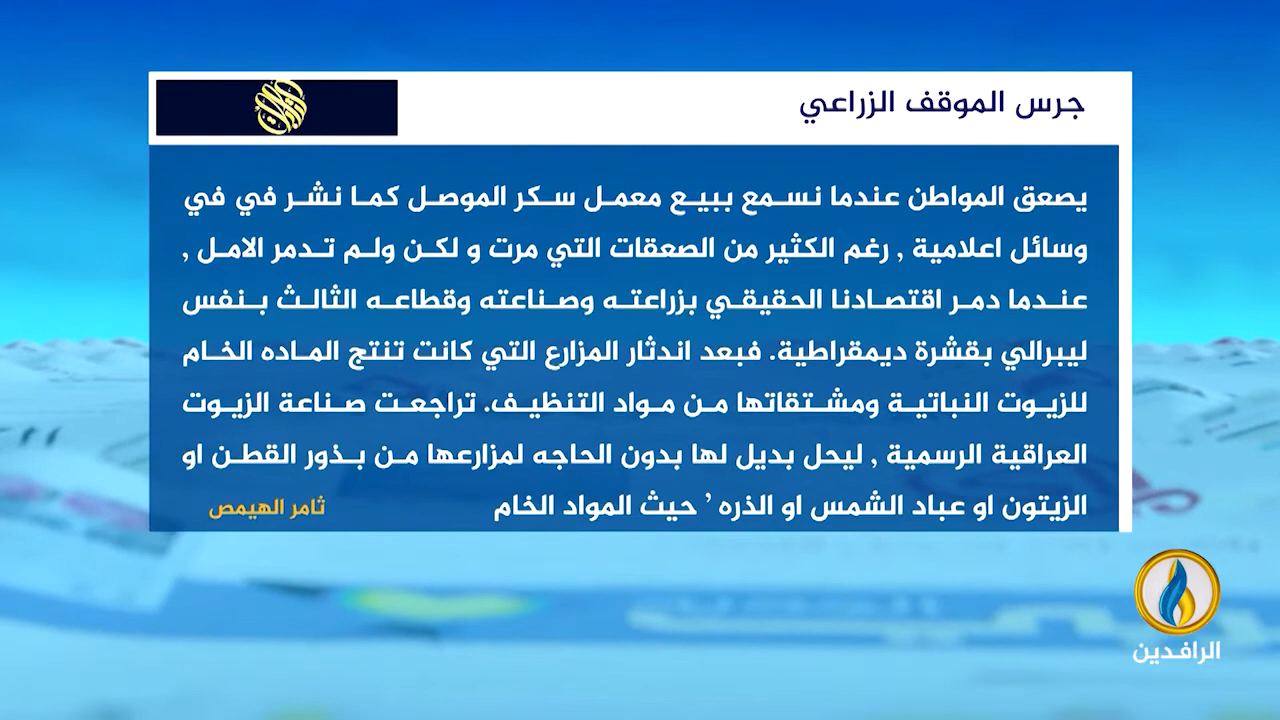 جرس الموقف الزراعي
يصعق المواطن عندما نسمع ببيع معمل سكر الموصل كما نشر في في
وسائل اعلامية , رغم الكثير من الصعقات التي مرت و لكن ولم تدمر الامل ,
عندما دمر اقتصادنا الحقيقي بزراعته وصناعته وقطاعه الثالث بنفس
ليبرالي بقشرة ديمقراطية. فبعد اندثار المزارع التي كانت تنتج الماده الخام
للزيوت النباتية ومشتقاتها من مواد التنظيف. تراجعت صناعة الزيوت
العراقية الرسمية , ليحل بديل لها بدون الحاجه لمزارعها من بذور القطن او
الزيتون او عباد الشمس او الذره ’ حيث المواد الخام
ثامر الهيمص
الرافدين